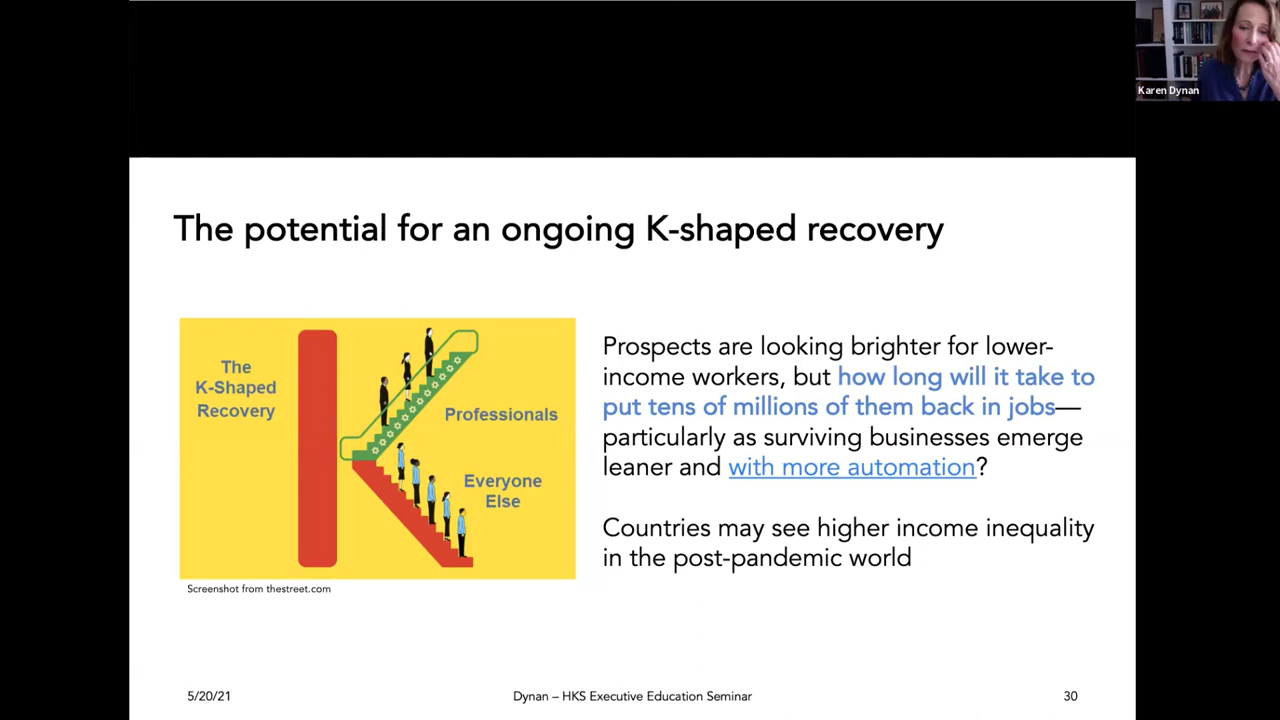 Karen Dynan
The potential for an ongoing K-shaped recovery
The
K-Shaped
Recovery
Professionals
Everyone
Else
Screenshot from thestreet.com
Prospects are looking brighter for lower-
income workers, but how long will it take to
put tens of millions of them back in jobs—
particularly as surviving businesses emerge
leaner and with more automation?
Countries may see higher income inequality
in the post-pandemic world
5/20/21
Dynan – HKS Executive Education Seminar
30